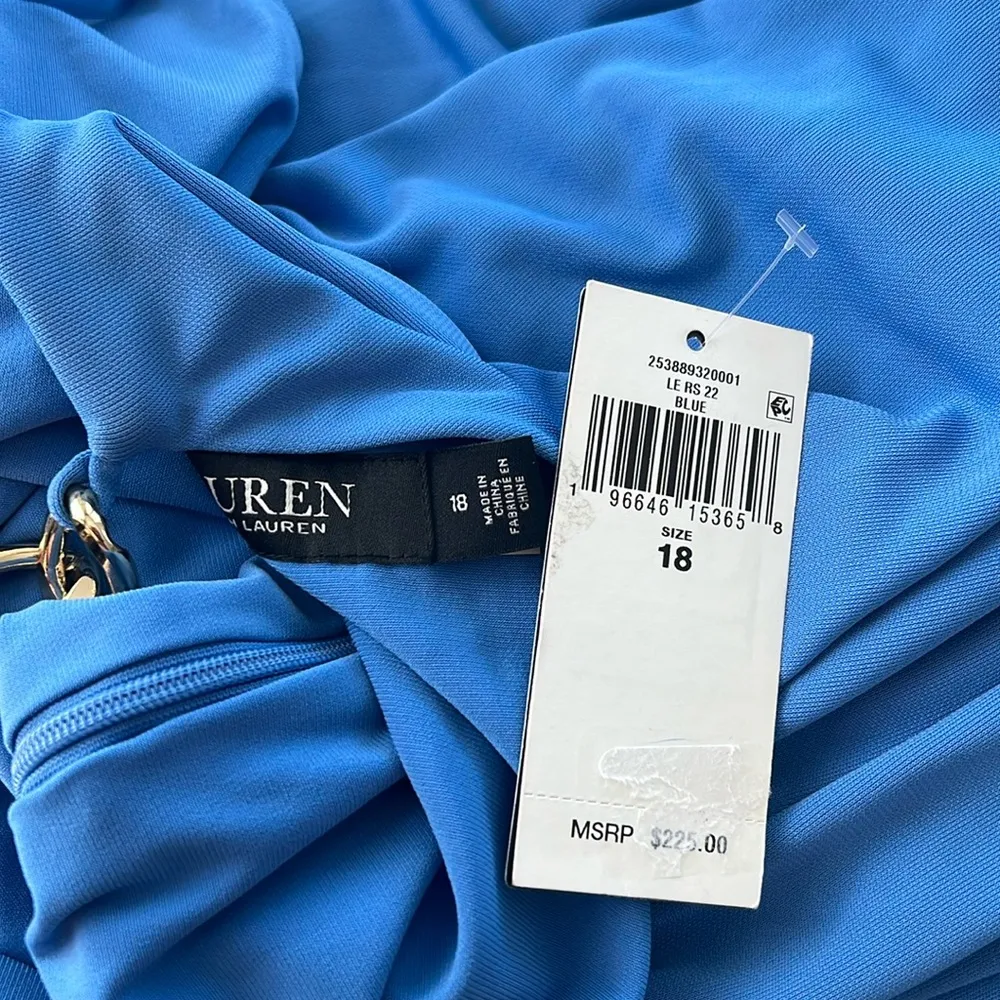 UREN
LAUREN
18
MADE IN
CHINA
FABRIQUÉ EN
CHINE
253889320001
LE RS 22
BLUE
1 96646 15365 8
SIZE
18
MSRP $225.00